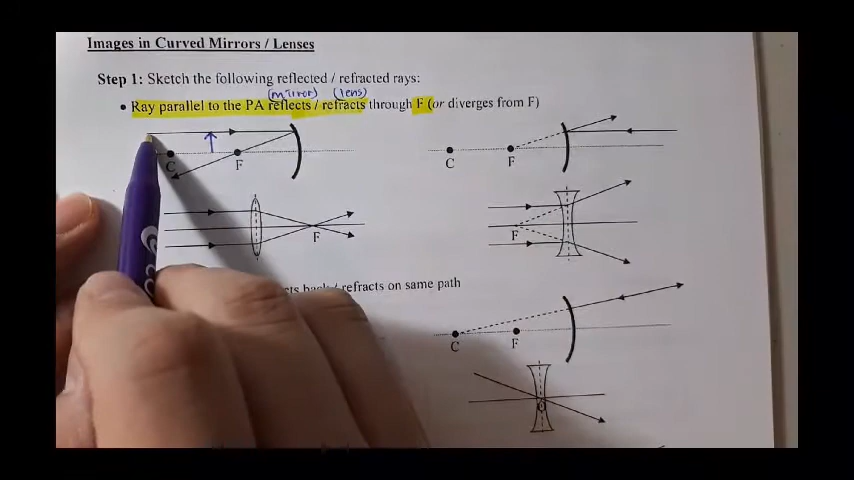 Images in Curved Mirrors / Lenses
Step 1: Sketch the following reflected / refracted rays:
(mirror) (lens)
• Ray parallel to the PA reflects / refracts through F (or diverges from F)
C F
C F
F
F
back / refracts on same path
C F